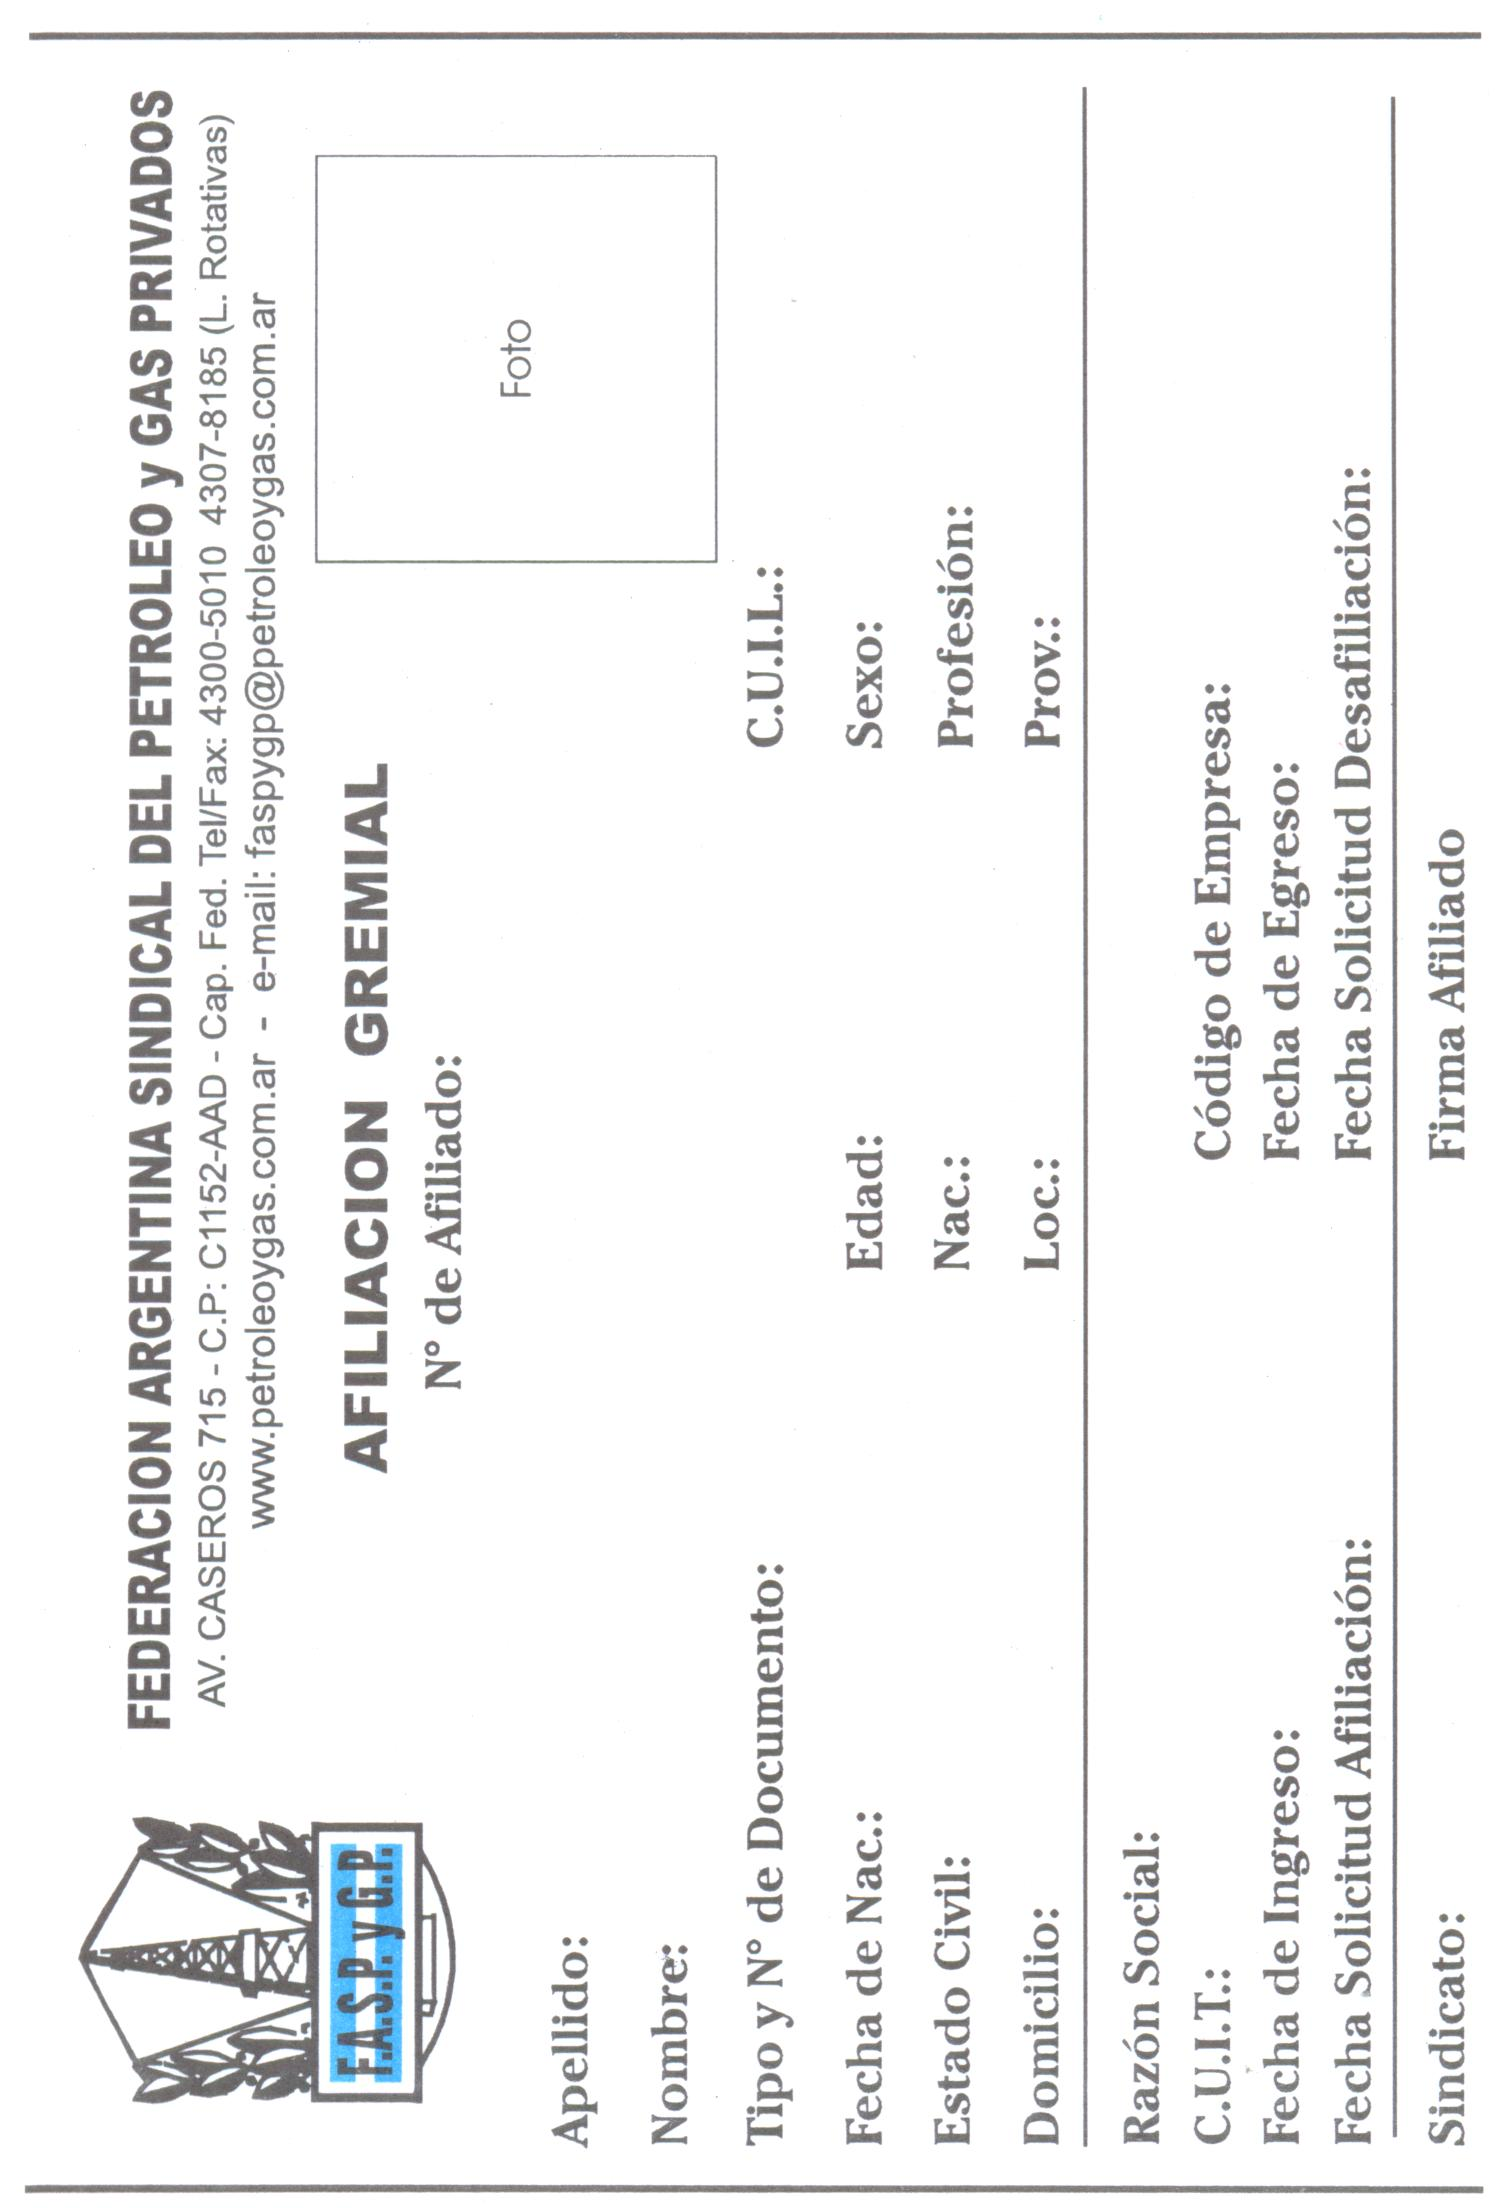 FEDERACION ARGENTINA SINDICAL DEL PETROLEO y GAS PRIVADOS
AV. CASEROS 715 - C.P.: C1152-AAD - Cap. Fed. Tel/Fax: 4300-5010 4307-8185 (L. Rotativas)
www.petroleoygas.com.ar - e-mail: faspygp@petroleoygas.com.ar
F.A.S.P. y G.P.
AFILIACION GREMIAL
N° de Afiliado:
Foto
Apellido:
Nombre:
Tipo y N° de Documento: C.U.I.L.:
Fecha de Nac.: Edad: Sexo:
Estado Civil: Nac.: Profesión:
Domicilio: Loc.: Prov.:
Razón Social:
C.U.I.T.: Código de Empresa:
Fecha de Ingreso: Fecha de Egreso:
Fecha Solicitud Afiliación: Fecha Solicitud Desafiliación:
Sindicato: Firma Afiliado